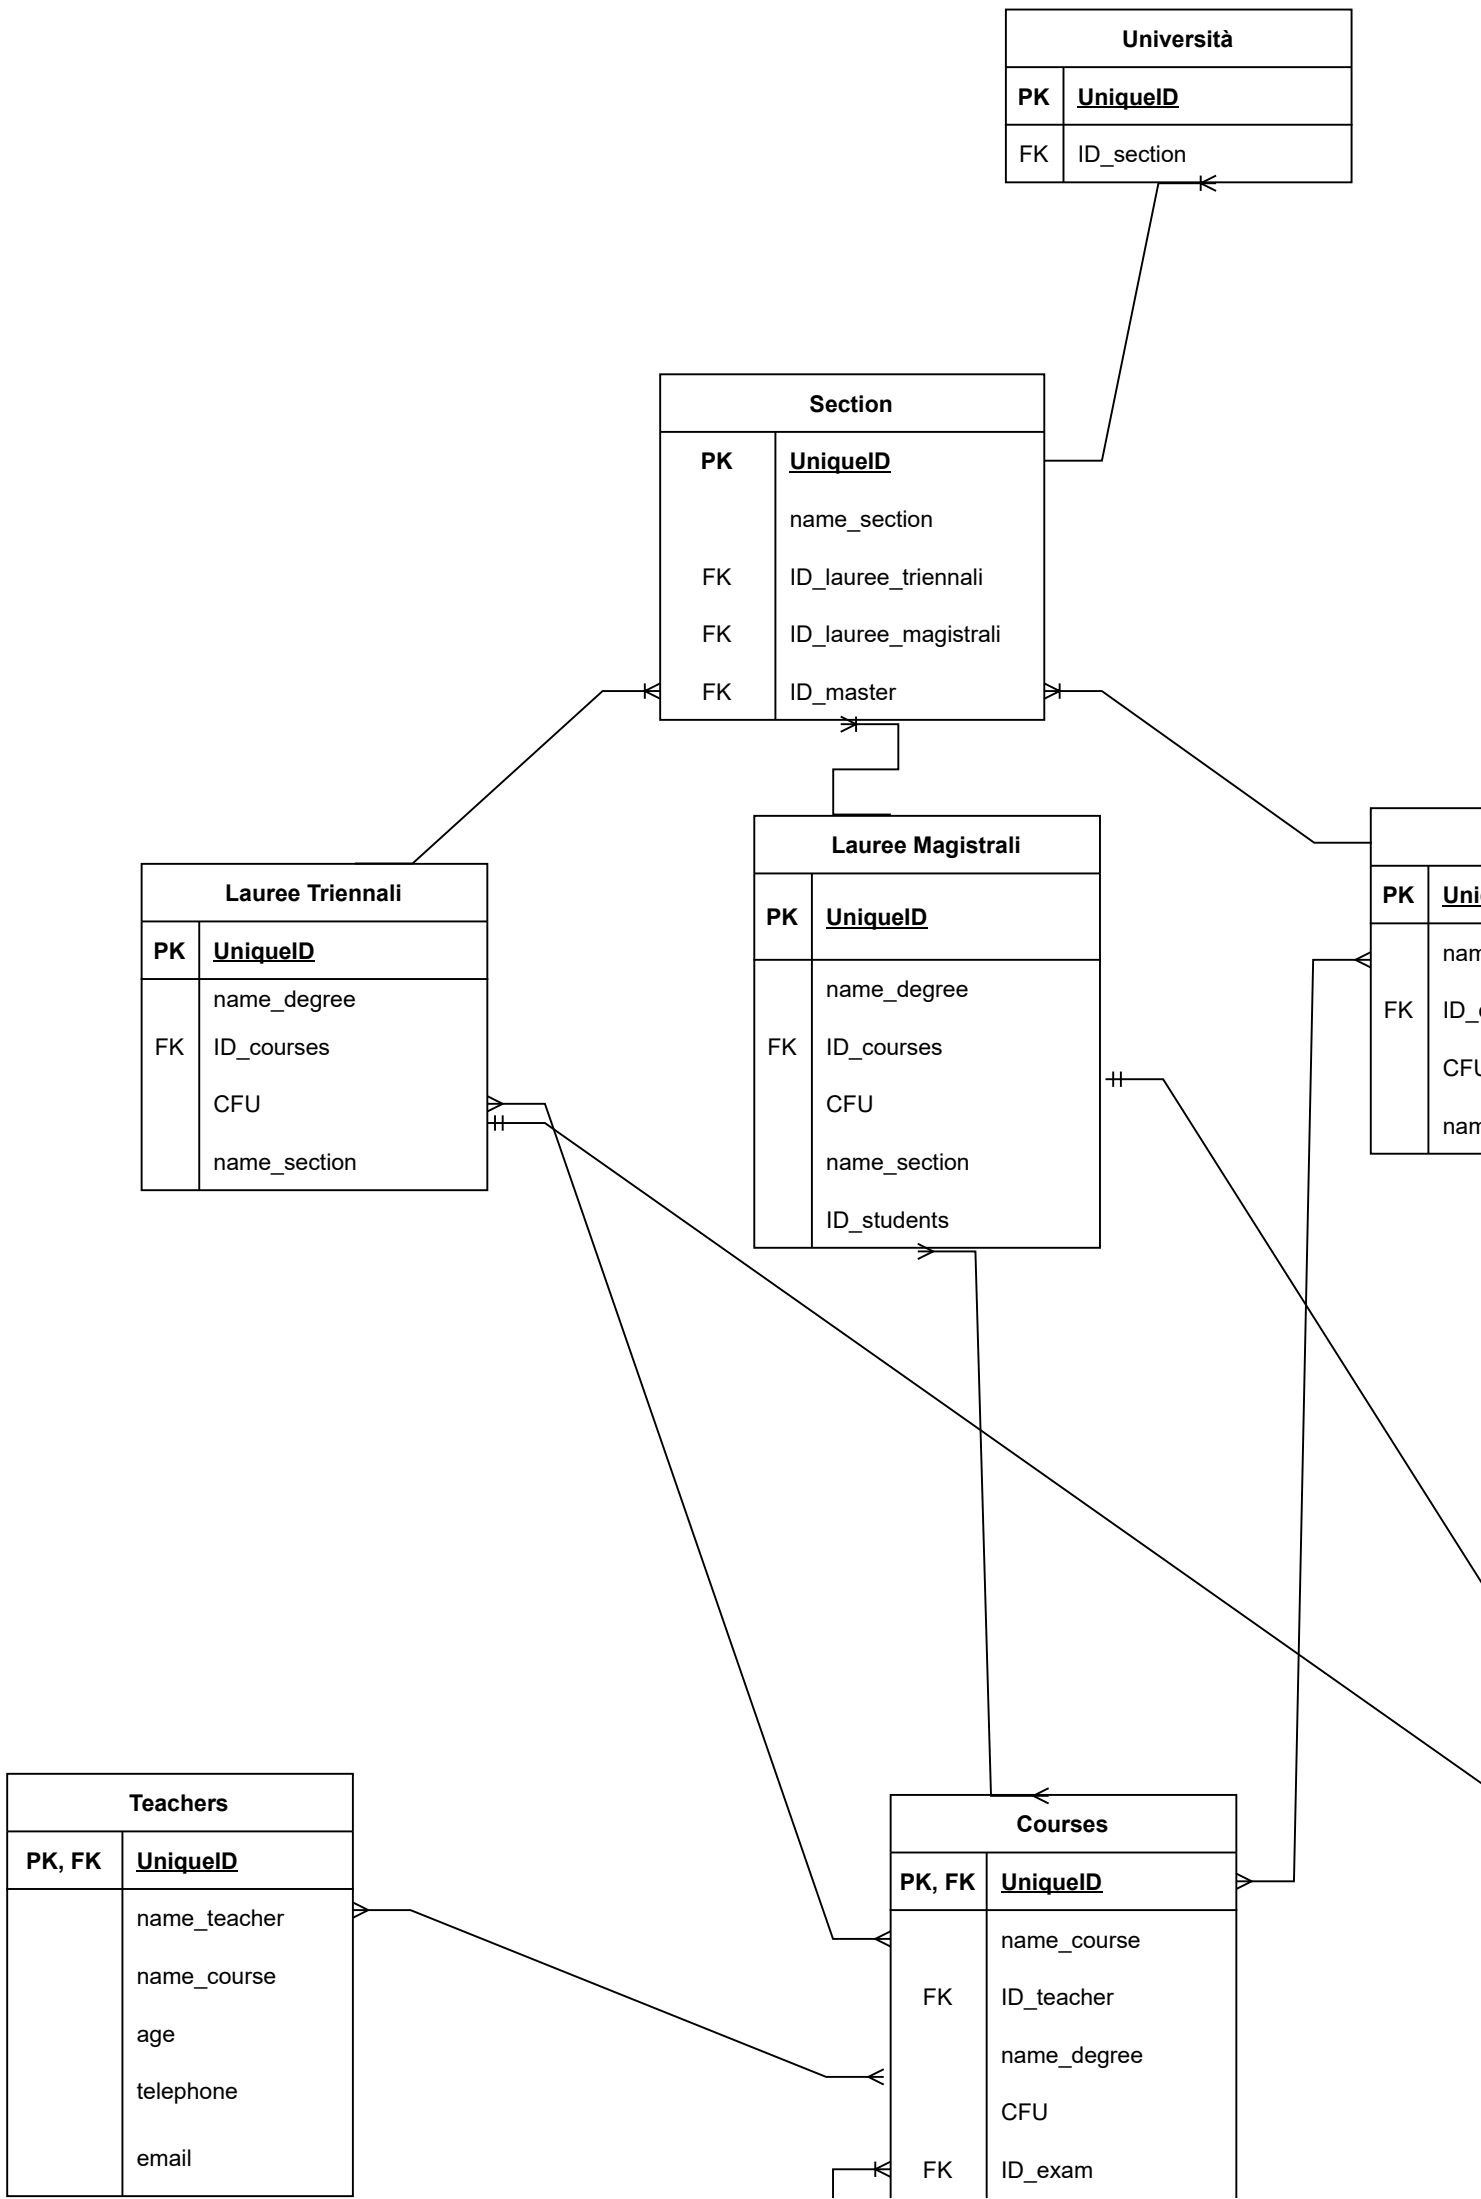 Università
PK UniqueID
FK ID_section
Section
PK UniqueID
name_section
FK ID_lauree_triennali
FK ID_lauree_magistrali
FK ID_master
Lauree Triennali
PK UniqueID
name_degree
FK ID_courses
CFU
name_section
Lauree Magistrali
PK UniqueID
name_degree
FK ID_courses
CFU
name_section
ID_students
PK
FK
Teachers
PK, FK UniqueID
name_teacher
name_course
age
telephone
email
Courses
PK, FK UniqueID
name_course
FK ID_teacher
name_degree
CFU
FK ID_exam